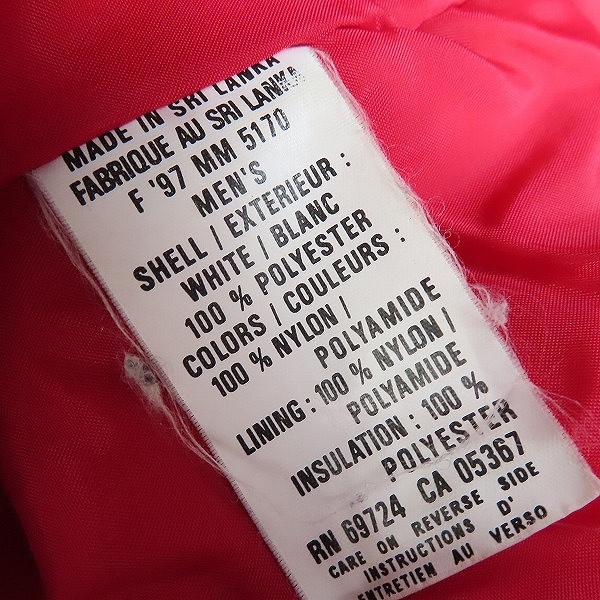 MADE IN SRI LANKA
FABRIQUE AU SRI LANKA
F '97 MM 5170
MEN'S
SHELL / EXTERIEUR :
WHITE / BLANC
100 % POLYESTER
COLORS / COULEURS :
100 % NYLON /
POLYAMIDE
LINING : 100 % NYLON /
POLYAMIDE
INSULATION : 100 %
POLYESTER
RN 69724 CA 05367
CARE ON REVERSE SIDE
INSTRUCTIONS D'
ENTRETIEN AU VERSO